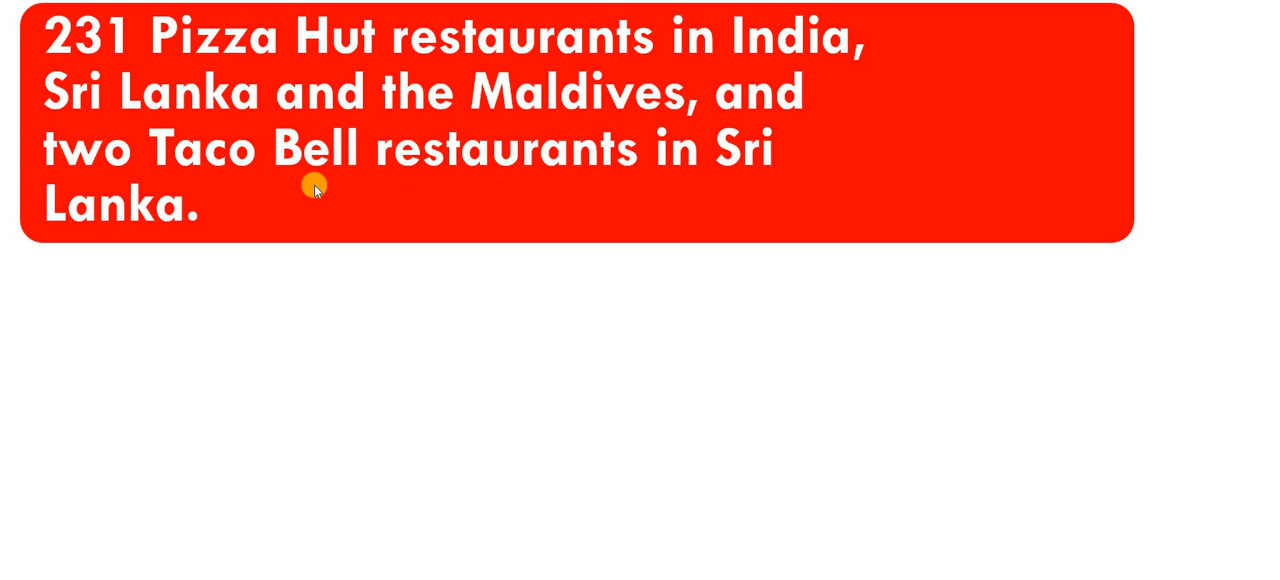 231 Pizza Hut restaurants in India,
Sri Lanka and the Maldives, and
two Taco Bell restaurants in Sri
Lanka.